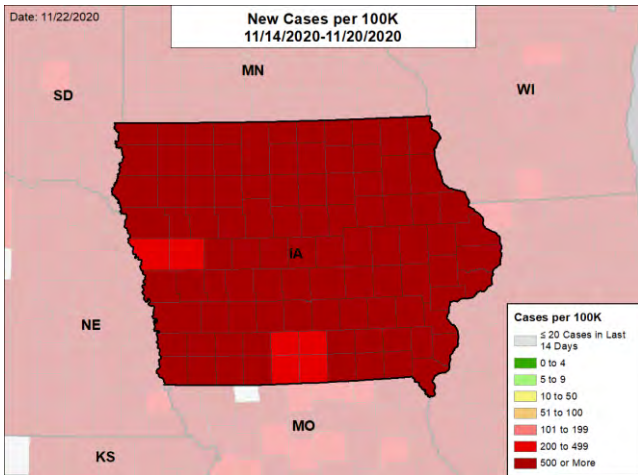 Date: 11/22/2020
New Cases per 100K
11/14/2020-11/20/2020
MN
SD
WI
IA
NE
MO
KS
Cases per 100K
≤ 20 Cases in Last
14 Days
0 to 4
5 to 9
10 to 50
51 to 100
101 to 199
200 to 499
500 or More